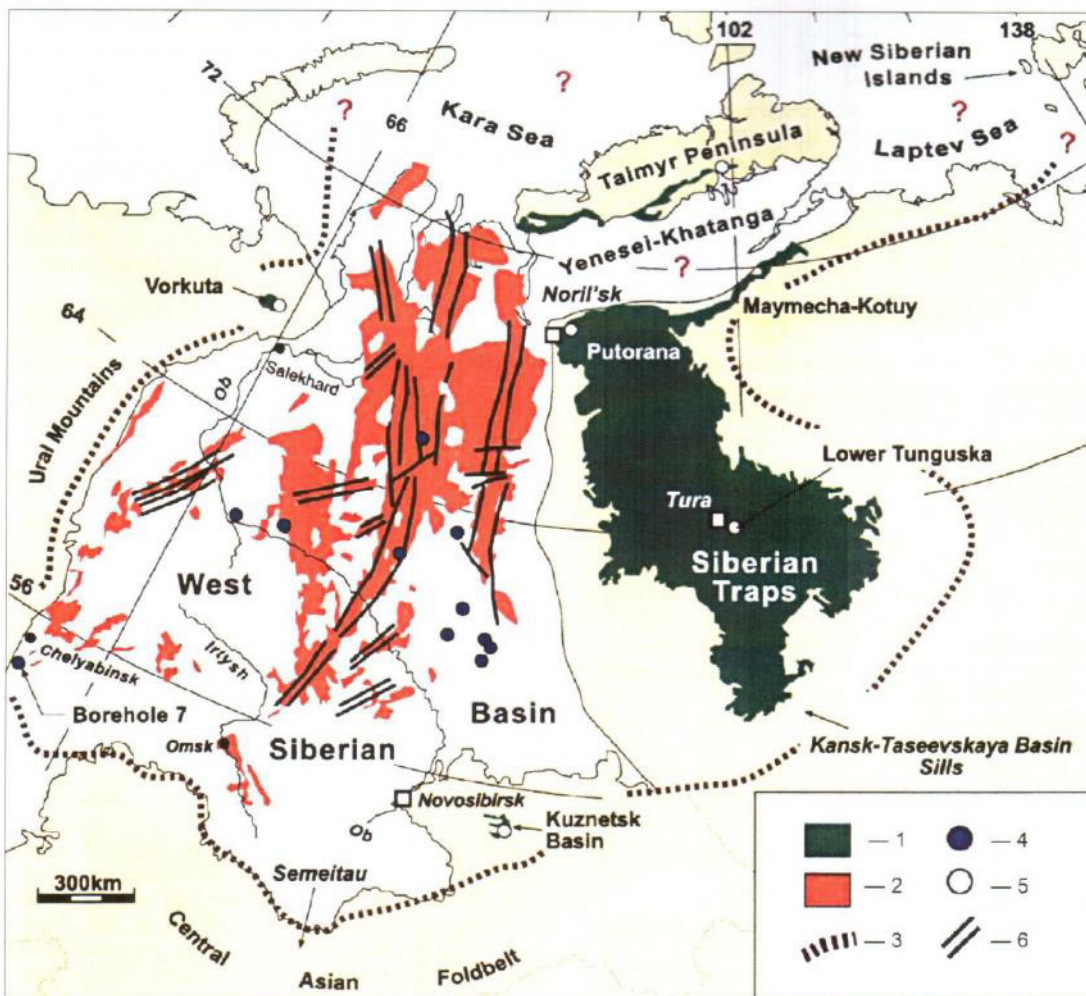 102
138
New Siberian
Islands
72
?
?
?
?
66
Kara Sea
Laptev Sea
Taimyr Peninsula
Yenesei-Khatanga
?
Vorkuta
Noril'sk
Maymecha-Kotuy
64
Putorana
Salekhard
Ob
Ural Mountains
Lower Tunguska
Tura
Siberian
Traps
56
West
Irtysh
Chelyabinsk
Borehole 7
Basin
Omsk
Siberian
Kansk-Taseevskaya Basin
Sills
Novosibirsk
Ob
Kuznetsk
Basin
Semeitau
300km
Central
Asian
Foldbelt
— 1
— 4
— 2
— 5
— 3
— 6